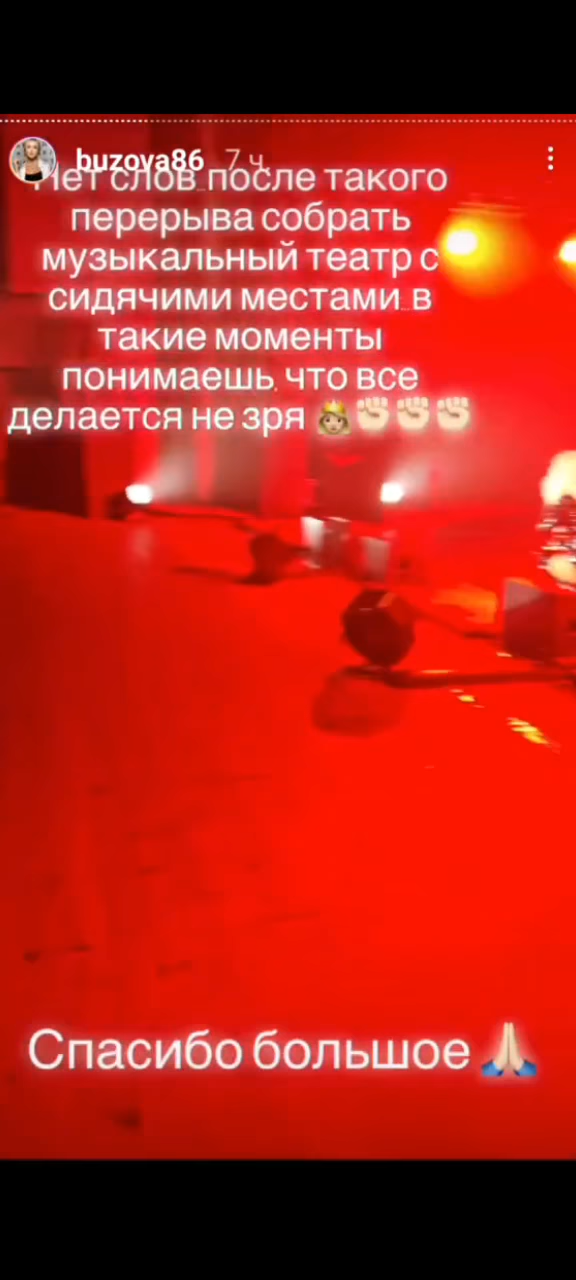 buzova86 7 ч.
Нет слов после такого
перерыва собрать
музыкальный театр с
сидячими местами.. в
такие моменты
понимаешь, что все
делается не зря 👸🏼✊🏻✊🏻✊🏻
Спасибо большое 🙏🏻